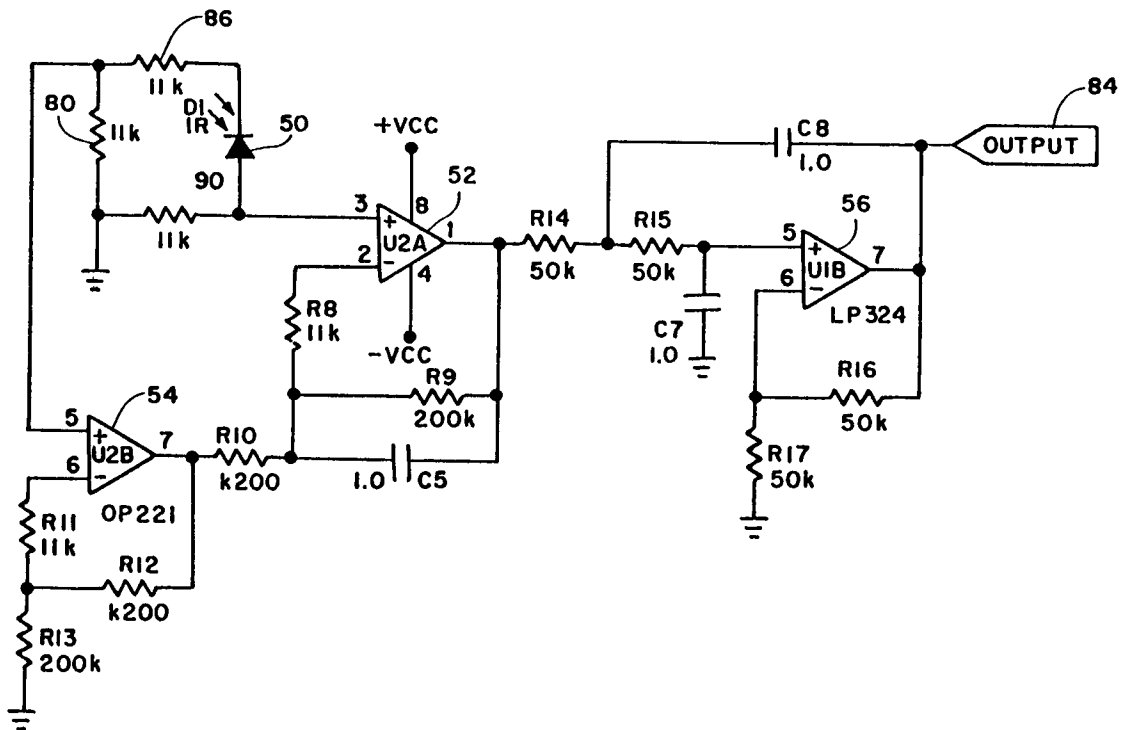 86
11k
80
11k
D1
1R
50
90
11k
+VCC
8
52
3
+
U2A
1
2
-
4
R8
11k
-VCC
R9
200k
1.0
C5
54
5
+
U2B
7
6
-
OP221
R10
k200
R11
11k
R12
k200
R13
200k
R14
50k
R15
50k
C8
1.0
84
OUTPUT
56
5
+
U1B
7
6
-
LP324
C7
1.0
R16
50k
R17
50k